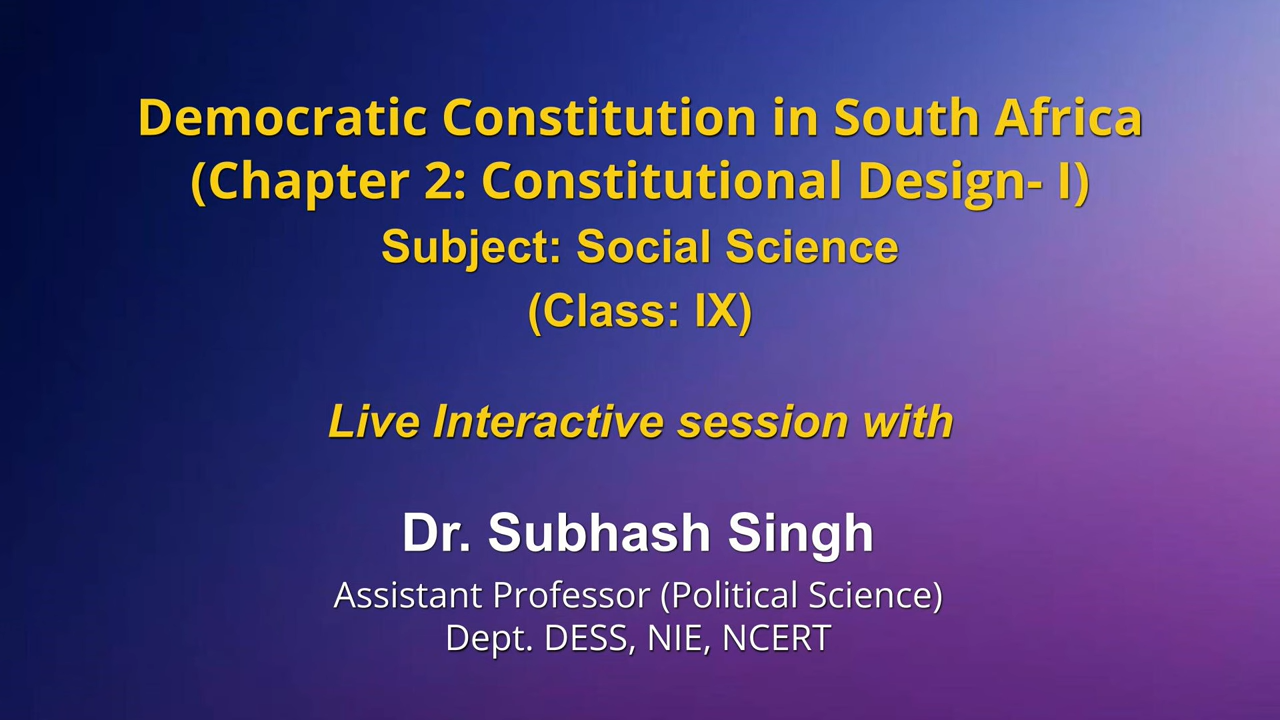 Democratic Constitution in South Africa
(Chapter 2: Constitutional Design- I)
Subject: Social Science
(Class: IX)
Live Interactive session with
Dr. Subhash Singh
Assistant Professor (Political Science)
Dept. DESS, NIE, NCERT